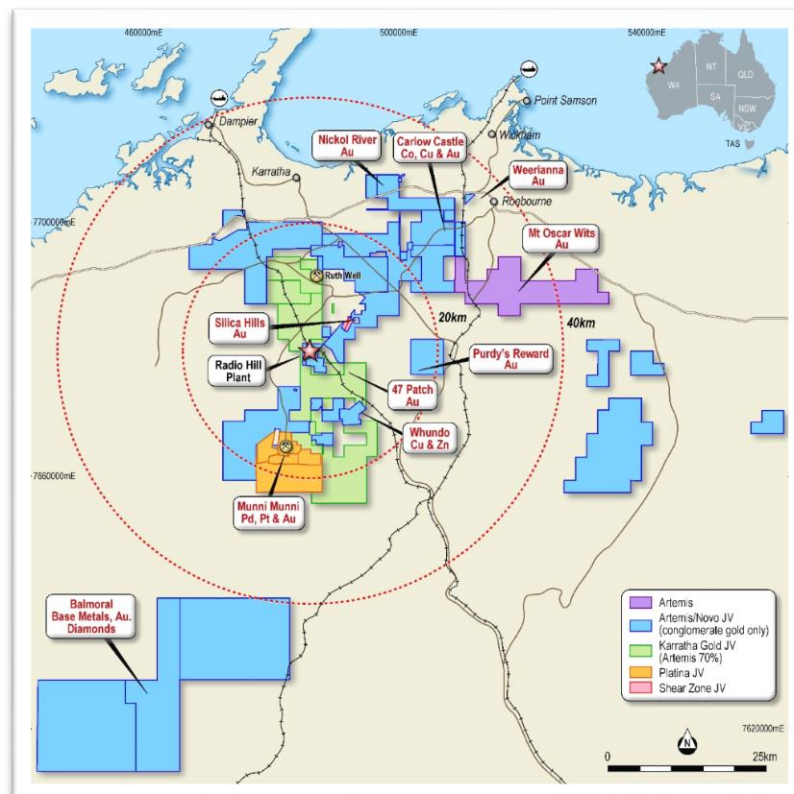 460000mE
500000mE
540000mE
WA
NT
QLD
SA
NSW
VIC
TAS
Point Samson
Dampier
Wickham
Nickol River
Au
Carlow Castle
Co, Cu & Au
Weerianna
Au
Karratha
Roebourne
7700000mE
Mt Oscar Wits
Au
Ruth Well
Silica Hills
Au
20km
40km
Radio Hill
Plant
Purdy's Reward
Au
47 Patch
Au
Whundo
Cu & Zn
7660000mE
Munni Munni
Pd, Pt & Au
Balmoral
Base Metals, Au.
Diamonds
Artemis
Artemis/Novo JV
(conglomerate gold only)
Karratha Gold JV
(Artemis 70%)
Platina JV
Shear Zone JV
7620000mE
N
0
25km